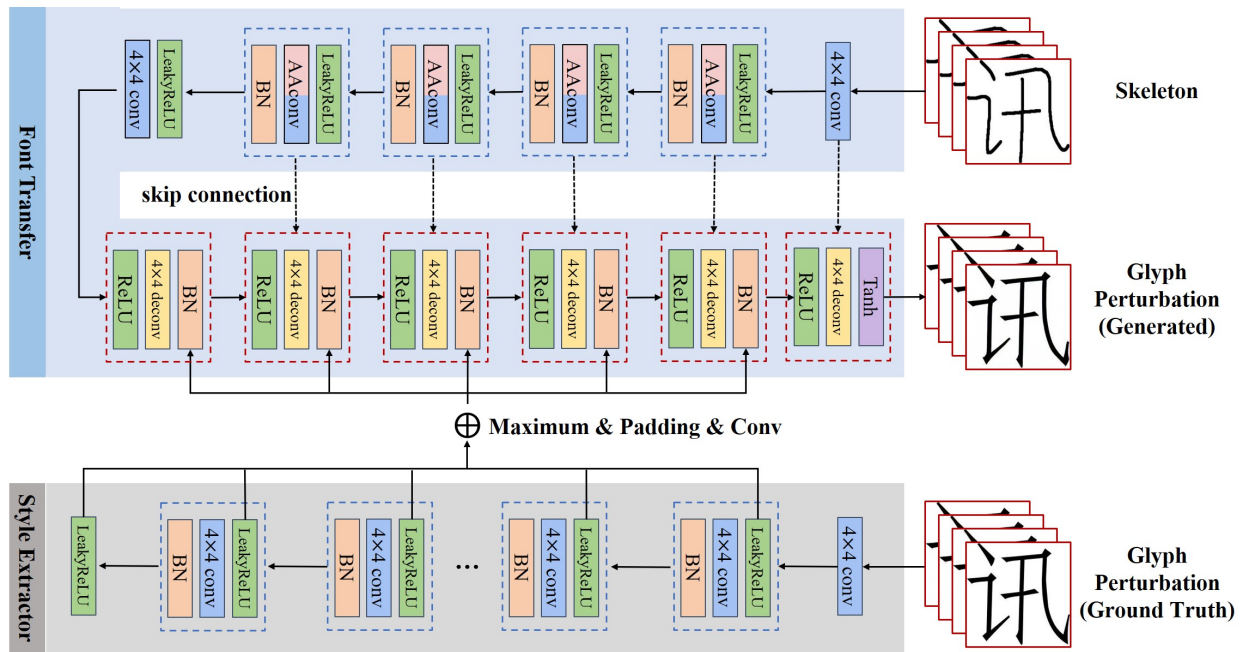 Font Transfer
4×4 conv
LeakyReLU
BN
AAconv
LeakyReLU
BN
AAconv
LeakyReLU
BN
AAconv
LeakyReLU
BN
AAconv
LeakyReLU
4×4 conv
讯
Skeleton
skip connection
ReLU
4×4 deconv
BN
ReLU
4×4 deconv
BN
ReLU
4×4 deconv
BN
ReLU
4×4 deconv
BN
ReLU
4×4 deconv
BN
ReLU
4×4 deconv
Tanh
讯
Glyph
Perturbation
(Generated)
⊕ Maximum & Padding & Conv
Style Extractor
LeakyReLU
BN
4×4 conv
LeakyReLU
BN
4×4 conv
LeakyReLU
...
BN
4×4 conv
LeakyReLU
BN
4×4 conv
LeakyReLU
4×4 conv
讯
Glyph
Perturbation
(Ground Truth)